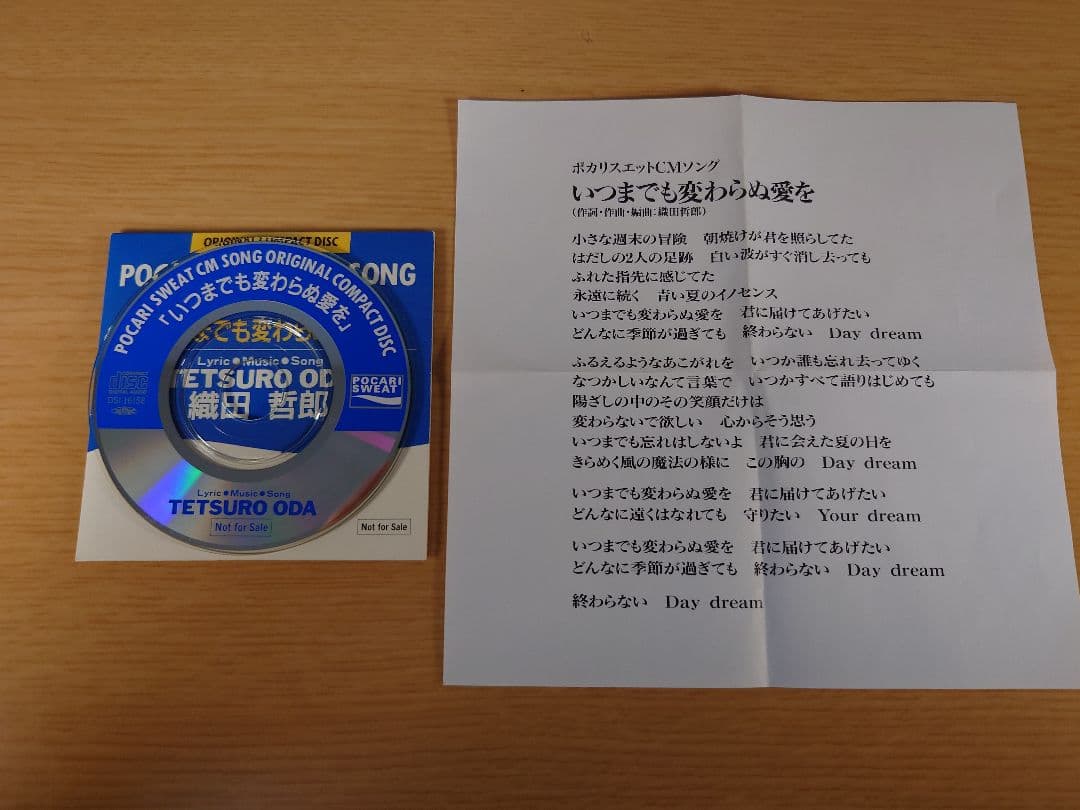 ORIGINAL COMPACT DISC
POCARI SWEAT CM SONG ORIGINAL COMPACT DISC
「いつまでも変わらぬ愛を」
Lyric●Music●Song
TETSURO OD
織田 哲郎
COMPACT
disc
DIGITAL AUDIO
DSI-16158
POCARI
SWEAT
Lyric●Music●Song
TETSURO ODA
Not for Sale
Not for Sale
ポカリスエットCMソング
いつまでも変わらぬ愛を
(作詞・作曲・編曲:織田哲郎)
小さな週末の冒険 朝焼けが君を照らしてた
はだしの2人の足跡 白い波がすぐ消し去っても
ふれた指先に感じてた
永遠に続く 青い夏のイノセンス
いつまでも変わらぬ愛を 君に届けてあげたい
どんなに季節が過ぎても 終わらない Day dream
ふるえるようなあこがれを いつか誰も忘れ去ってゆく
なつかしいなんて言葉で いつかすべて語りはじめても
陽ざしの中のその笑顔だけは
変わらないで欲しい 心からそう思う
いつまでも忘れはしないよ 君に会えた夏の日を
きらめく風の魔法の様に この胸の Day dream
いつまでも変わらぬ愛を 君に届けてあげたい
どんなに遠くはなれても 守りたい Your dream
いつまでも変わらぬ愛を 君に届けてあげたい
どんなに季節が過ぎても 終わらない Day dream
終わらない Day dream